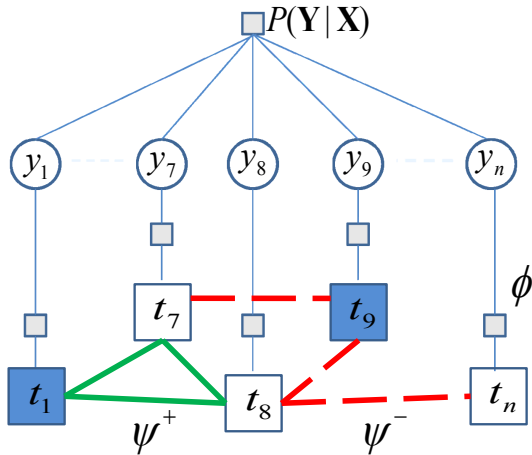 P(Y | X)
y₁ y₇ y₈ y₉ yₙ
ϕ
t₇ t₉
t₁ t₈ tₙ
ψ⁺ ψ⁻